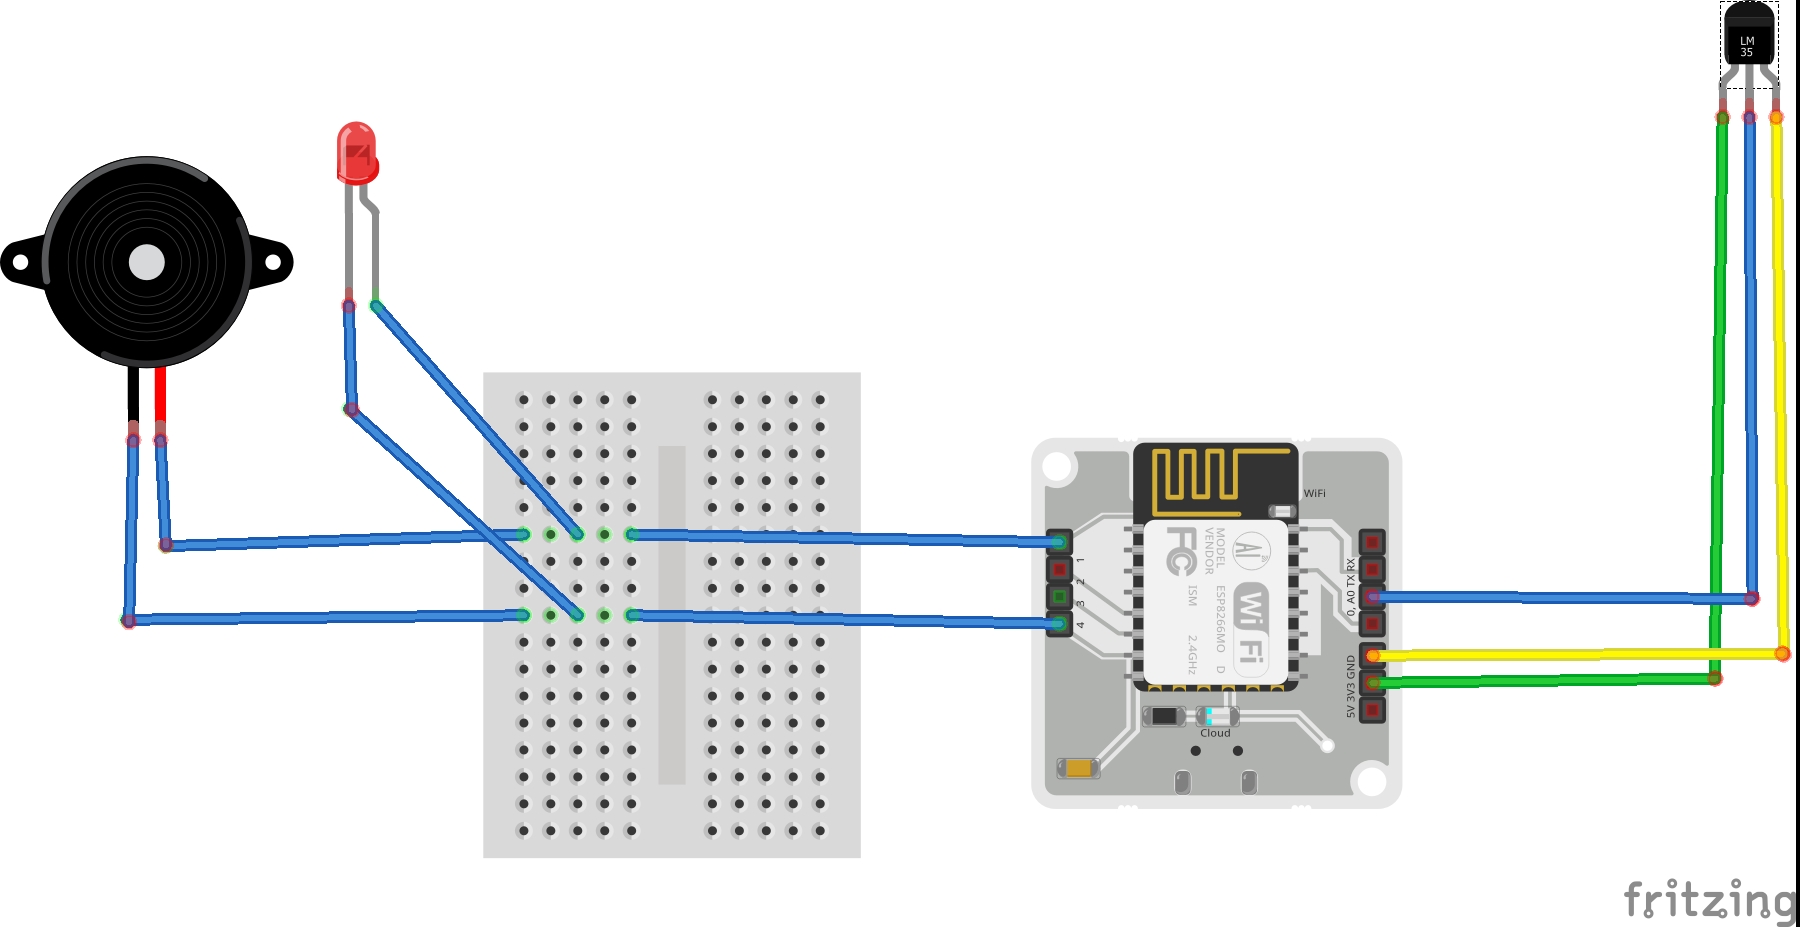 LM
35
WiFi
FC
MODEL
VENDOR
Ai
ISM
2.4GHz
ESP8266MO D
Wi
Fi
1
2
3
4
0, A0 TX RX
5V 3V3 GND
Cloud
fritzing